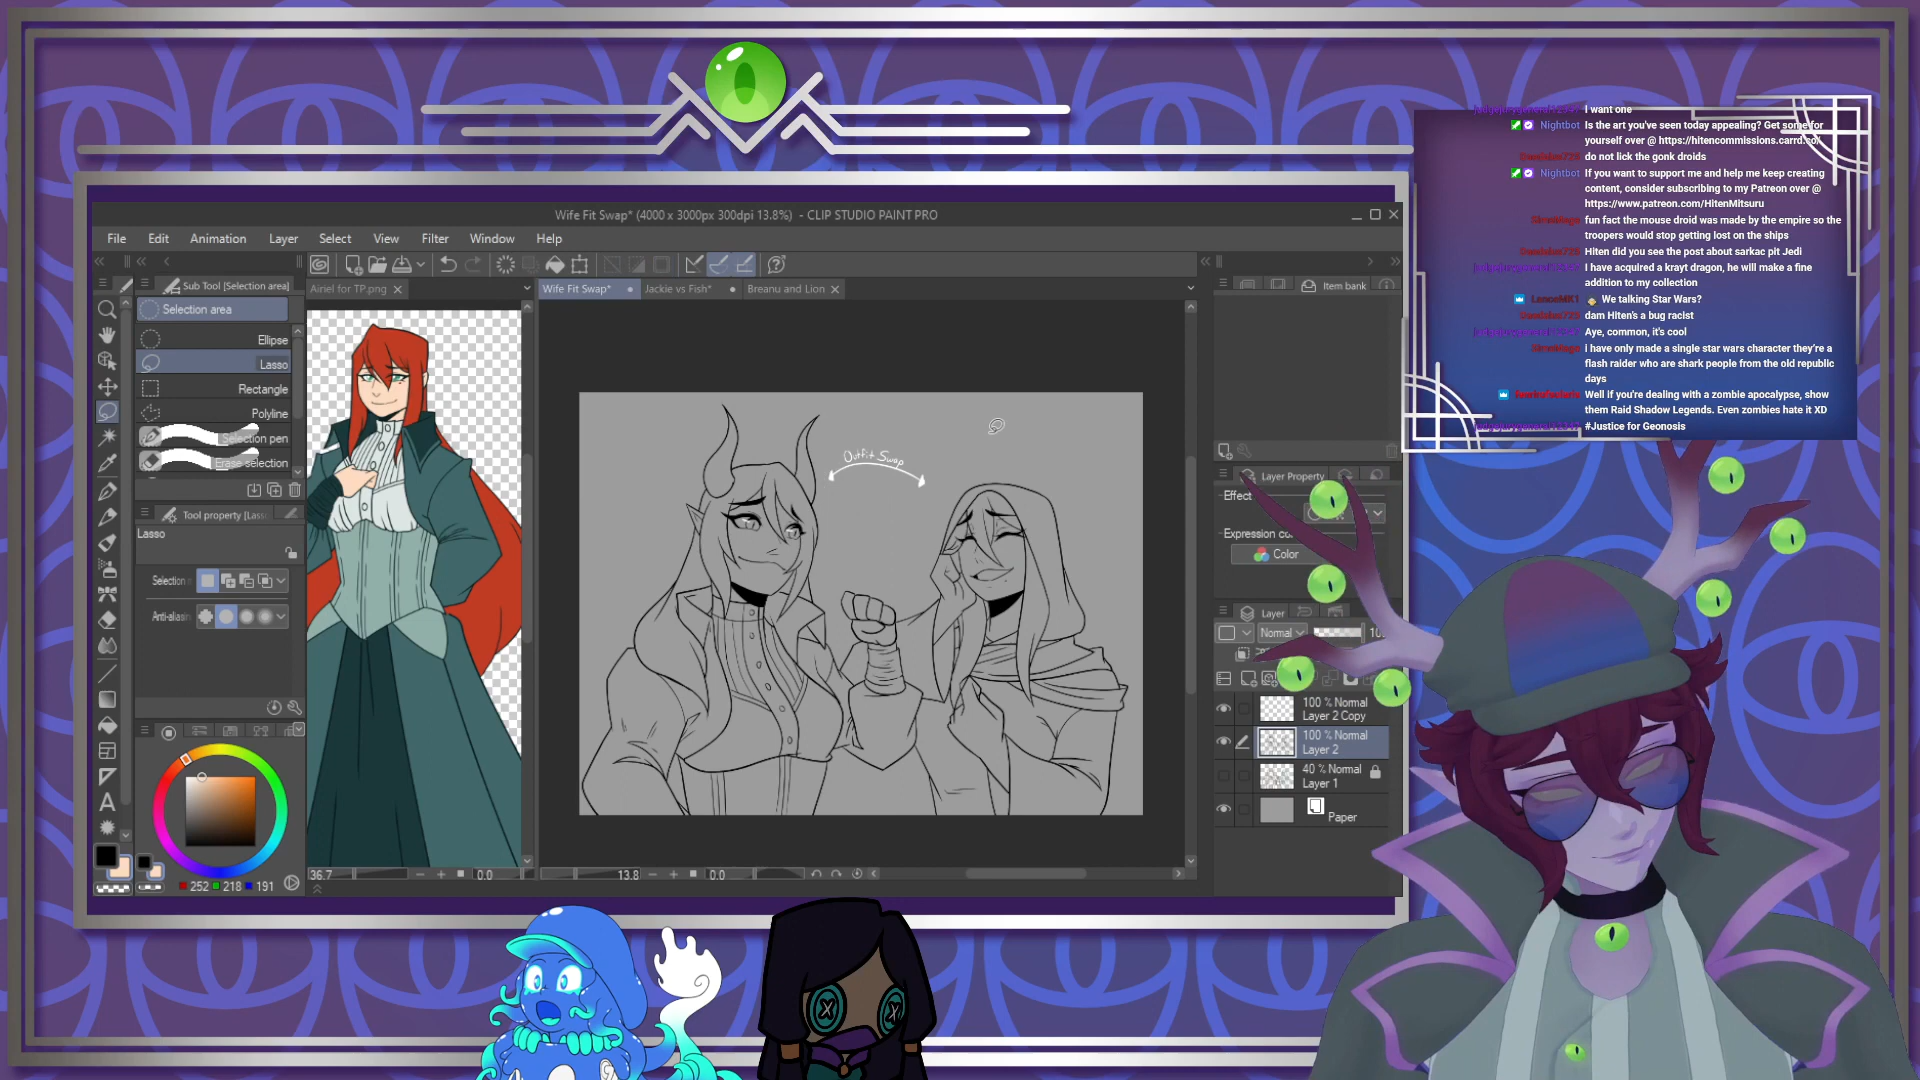 Wife Fit Swap* (4000 x 3000px 300dpi 13.8%) - CLIP STUDIO PAINT PRO
File Edit Animation Layer Select View Filter Window Help
Sub Tool [Selection area]
Airiel for TP.png
Wife Fit Swap*
Jackie vs Fish*
Breanu and Lion
Item bank
Selection area
Ellipse
Lasso
Rectangle
Polyline
Selection pen
Erase selection
Tool property [Lass
Lasso
Selection
Anti-aliasin
252 218 191
36.7
0.0
13.8
0.0
Outfit Swap
Layer Property
Effect
Expression co
Color
Layer
Normal
10
100 % Normal
Layer 2 Copy
100 % Normal
Layer 2
40 % Normal
Layer 1
Paper
I want one
Nightbot Is the art you've seen today appealing? Get some for
yourself over @ https://hitencommissions.carrd.co/
do not lick the gonk droids
Nightbot If you want to support me and help me keep creating
content, consider subscribing to my Patreon over @
https://www.patreon.com/HitenMitsuru
fun fact the mouse droid was made by the empire so the
troopers would stop getting lost on the ships
Hiten did you see the post about sarkac pit Jedi
I have acquired a krayt dragon, he will make a fine
addition to my collection
LanceMK1 We talking Star Wars?
dam Hiten's a bug racist
Aye, common, it's cool
i have only made a single star wars character they're a
flash raider who are shark people from the old republic
days
Well if you're dealing with a zombie apocalypse, show
them Raid Shadow Legends. Even zombies hate it XD
#Justice for Geonosis